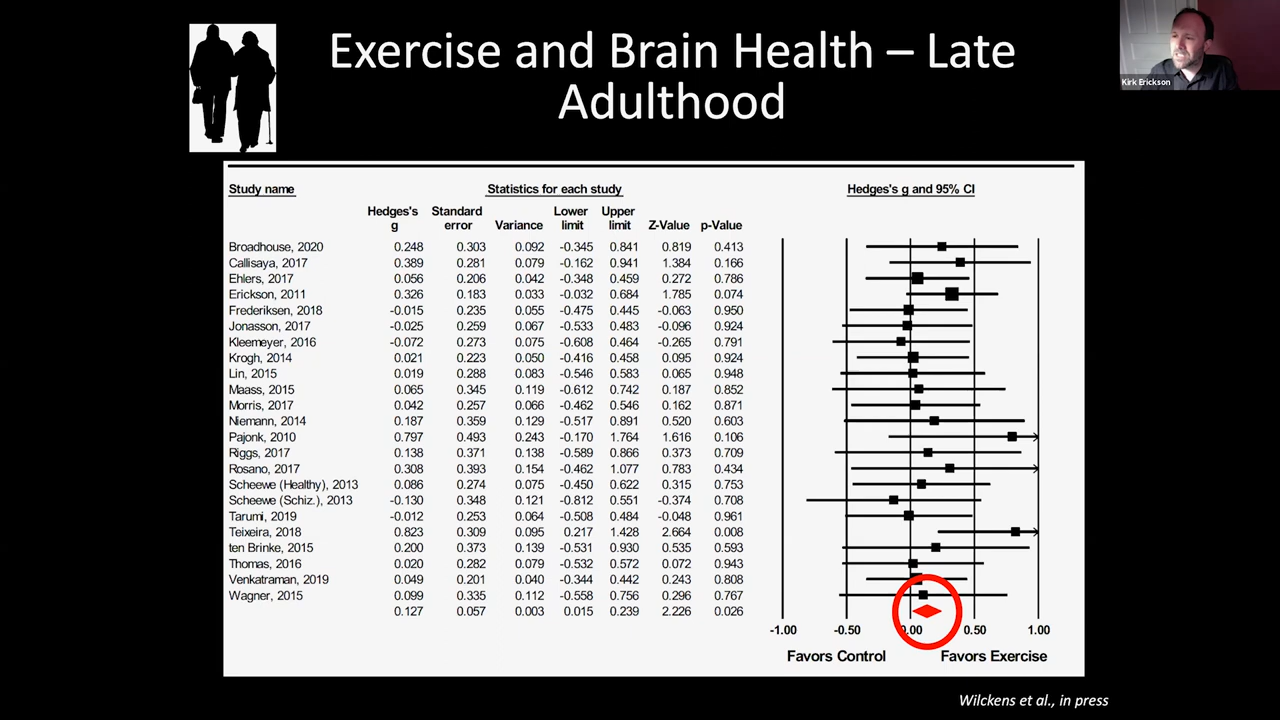 Exercise and Brain Health – Late
Adulthood
Kirk Erickson
Study name Statistics for each study Hedges's g and 95% CI
Hedges's Standard Lower Upper
g error Variance limit limit Z-Value p-Value
Broadhouse, 2020 0.248 0.303 0.092 -0.345 0.841 0.819 0.413
Callisaya, 2017 0.389 0.281 0.079 -0.162 0.941 1.384 0.166
Ehlers, 2017 0.056 0.206 0.042 -0.348 0.459 0.272 0.786
Erickson, 2011 0.326 0.183 0.033 -0.032 0.684 1.785 0.074
Frederiksen, 2018 -0.015 0.235 0.055 -0.475 0.445 -0.063 0.950
Jonasson, 2017 -0.025 0.259 0.067 -0.533 0.483 -0.096 0.924
Kleemeyer, 2016 -0.072 0.273 0.075 -0.608 0.464 -0.265 0.791
Krogh, 2014 0.021 0.223 0.050 -0.416 0.458 0.095 0.924
Lin, 2015 0.019 0.288 0.083 -0.546 0.583 0.065 0.948
Maass, 2015 0.065 0.345 0.119 -0.612 0.742 0.187 0.852
Morris, 2017 0.042 0.257 0.066 -0.462 0.546 0.162 0.871
Niemann, 2014 0.187 0.359 0.129 -0.517 0.891 0.520 0.603
Pajonk, 2010 0.797 0.493 0.243 -0.170 1.764 1.616 0.106
Riggs, 2017 0.138 0.371 0.138 -0.589 0.866 0.373 0.709
Rosano, 2017 0.308 0.393 0.154 -0.462 1.077 0.783 0.434
Scheewe (Healthy), 2013 0.086 0.274 0.075 -0.450 0.622 0.315 0.753
Scheewe (Schiz.), 2013 -0.130 0.348 0.121 -0.812 0.551 -0.374 0.708
Tarumi, 2019 -0.012 0.253 0.064 -0.508 0.484 -0.048 0.961
Teixeira, 2018 0.823 0.309 0.095 0.217 1.428 2.664 0.008
ten Brinke, 2015 0.200 0.373 0.139 -0.531 0.930 0.535 0.593
Thomas, 2016 0.020 0.282 0.079 -0.532 0.572 0.072 0.943
Venkatraman, 2019 0.049 0.201 0.040 -0.344 0.442 0.243 0.808
Wagner, 2015 0.099 0.335 0.112 -0.558 0.756 0.296 0.767
0.127 0.057 0.003 0.015 0.239 2.226 0.026
-1.00 -0.50 0.00 0.50 1.00
Favors Control Favors Exercise
Wilckens et al., in press